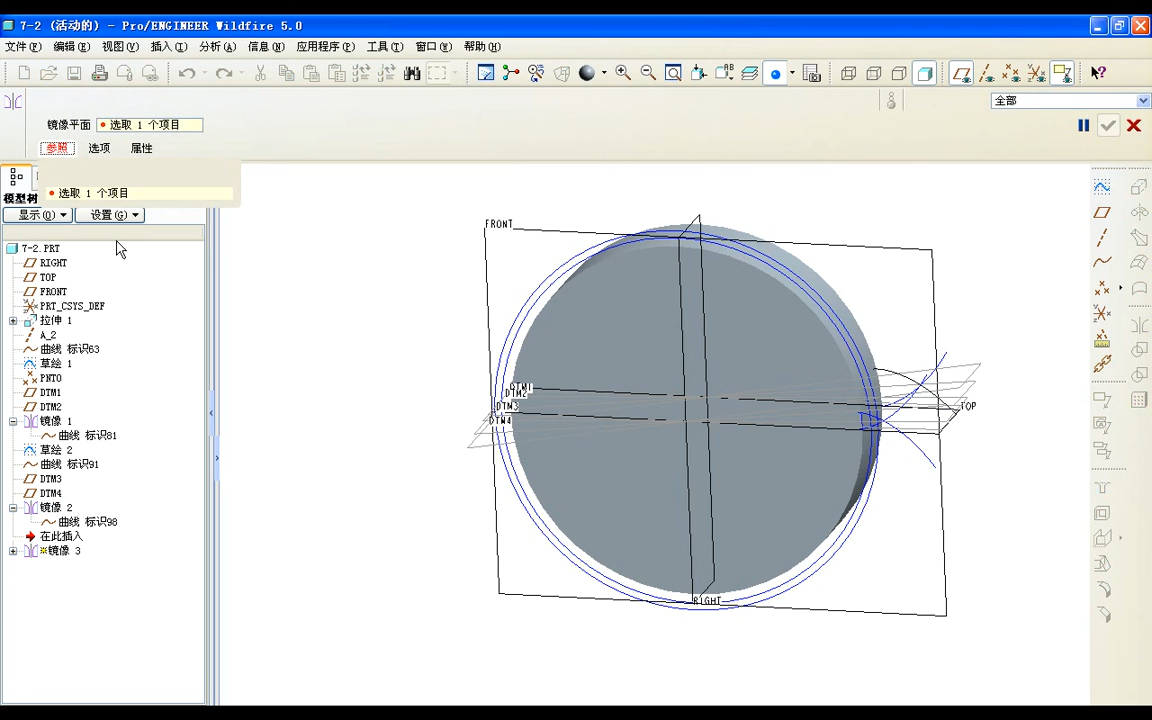 7-2 (活动的) - Pro/ENGINEER Wildfire 5.0
文件(F) 编辑(E) 视图(V) 插入(I) 分析(A) 信息(N) 应用程序(P) 工具(T) 窗口(W) 帮助(H)
全部
镜像平面 选取 1 个项目
参照 选项 属性
选取 1 个项目
模型树
显示(O) 设置(G)
7-2.PRT
RIGHT
TOP
FRONT
PRT_CSYS_DEF
拉伸 1
A_2
曲线 标识63
草绘 1
PNT0
DTM1
DTM2
镜像 1
曲线 标识81
草绘 2
曲线 标识91
DTM3
DTM4
镜像 2
曲线 标识98
在此插入
镜像 3
FRONT
DTM1
DTM2
DTM3
DTM4
TOP
RIGHT